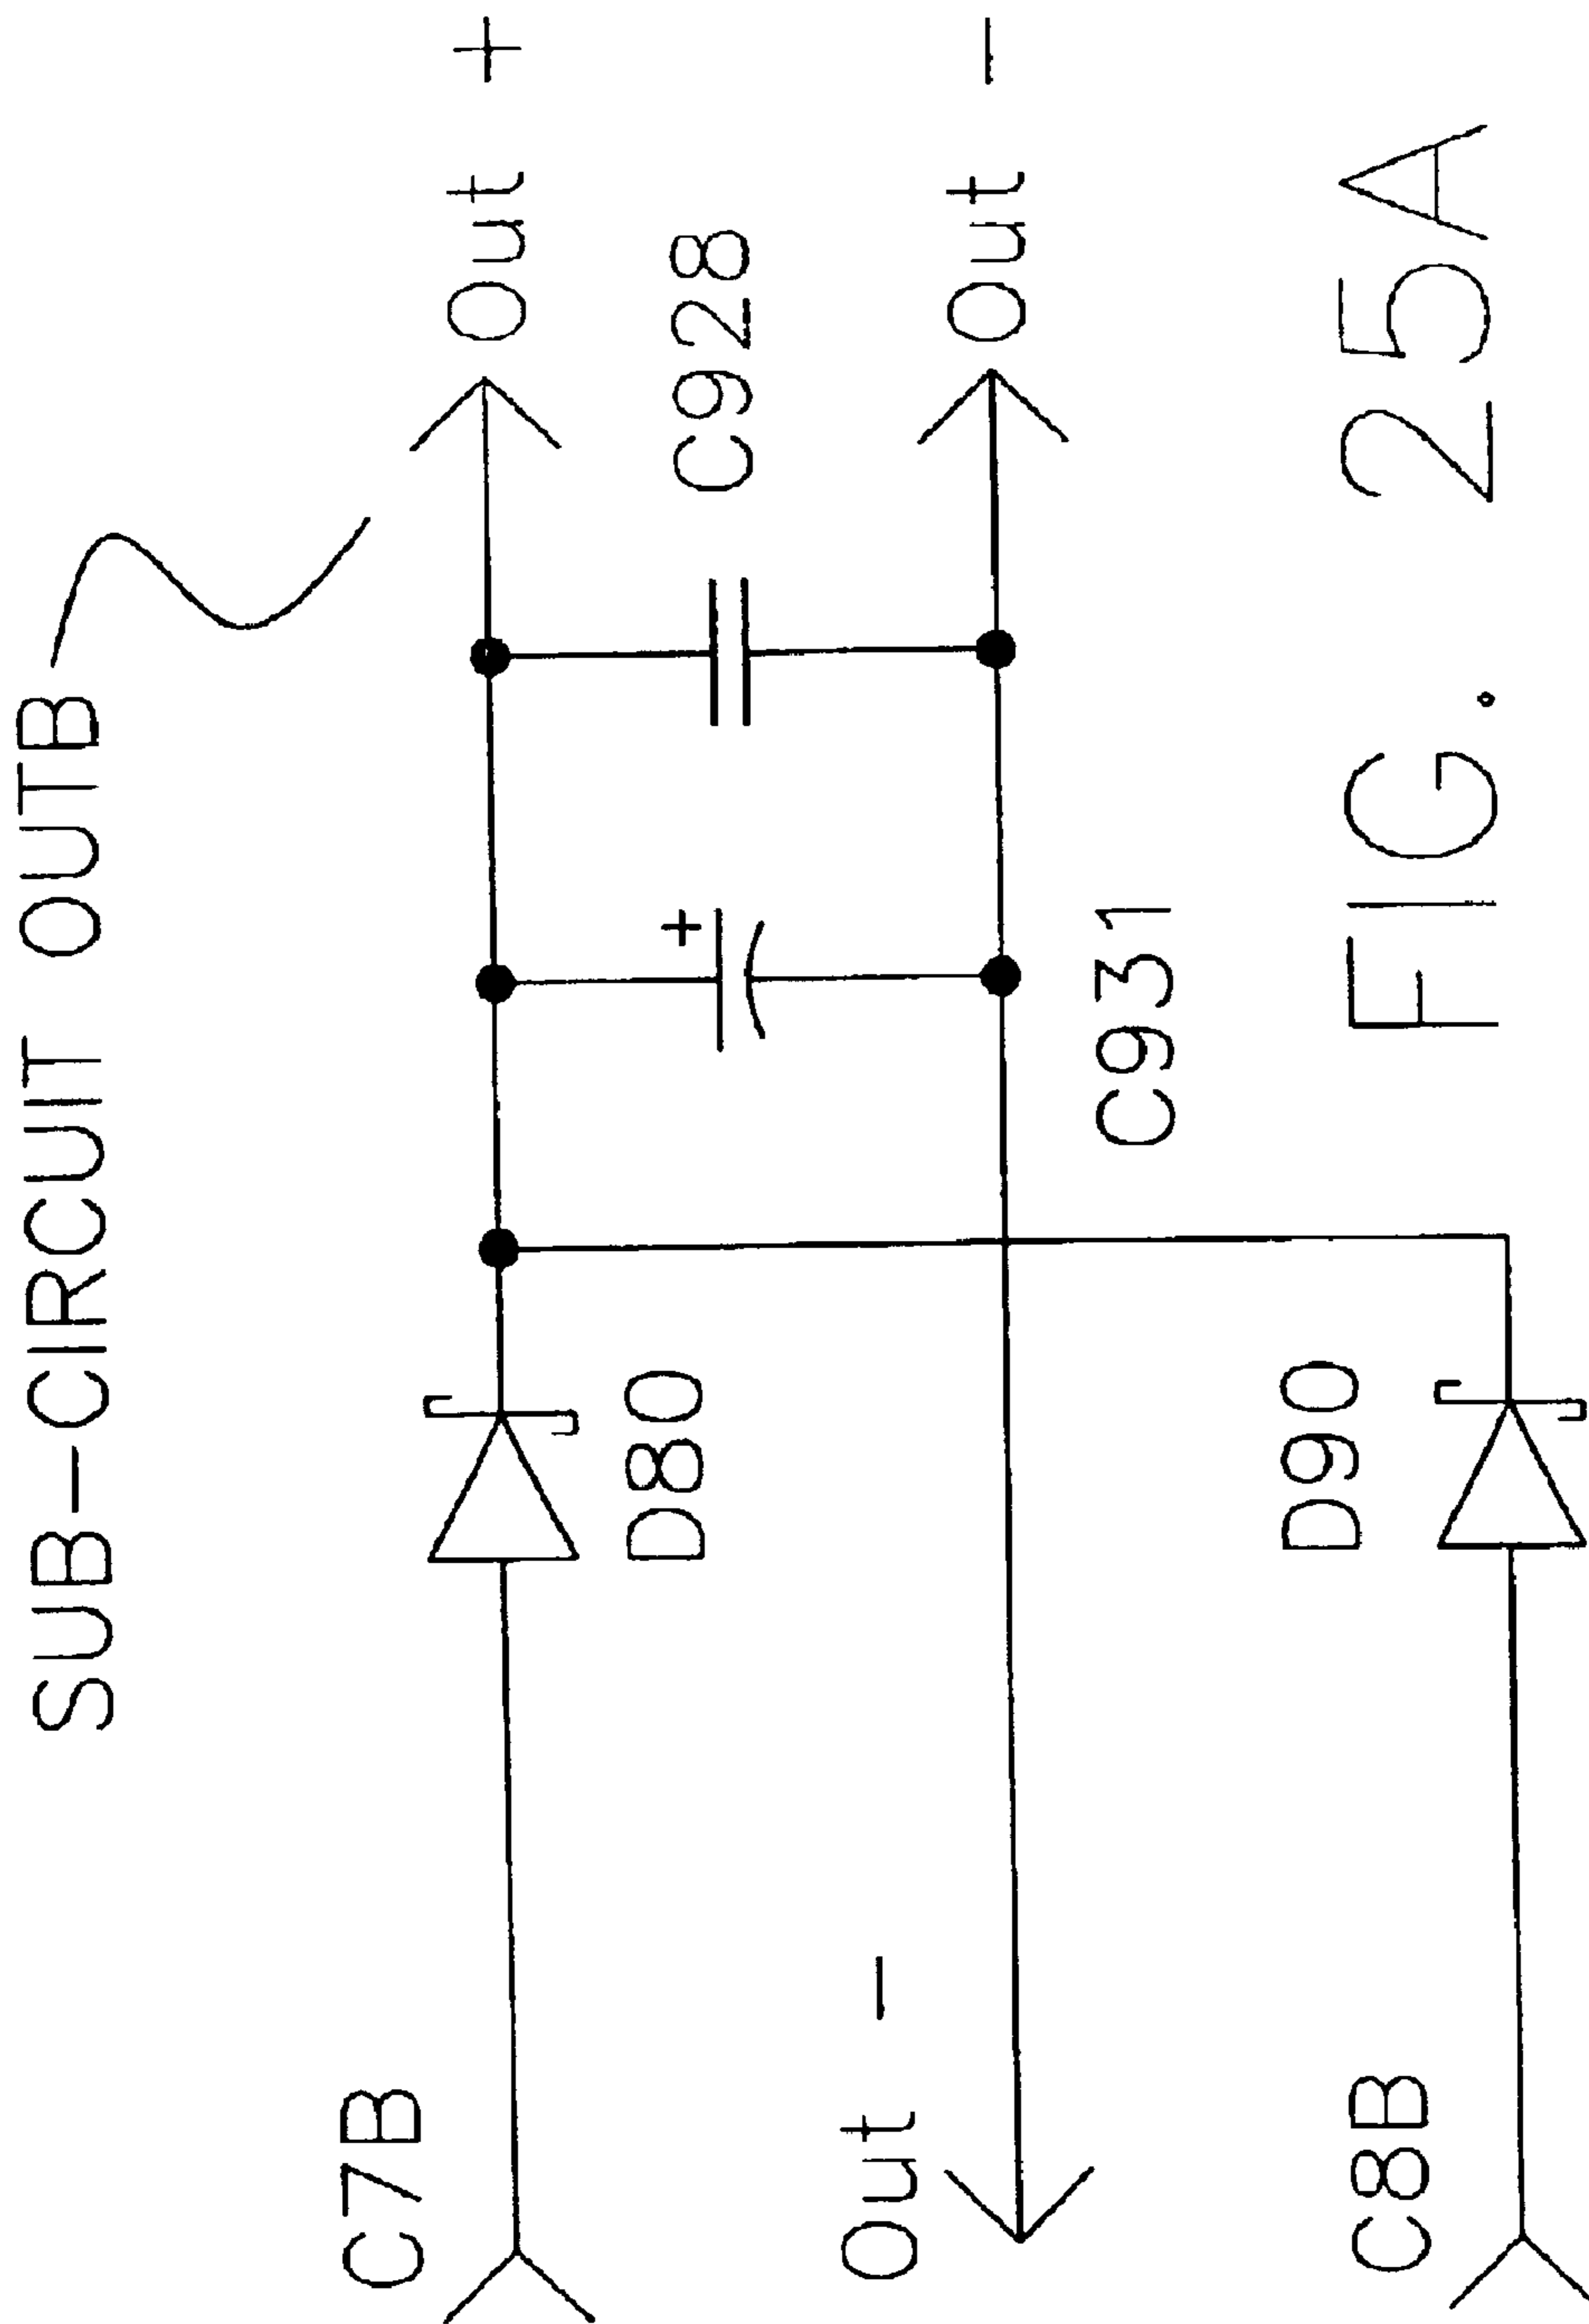 SUB-CIRCUIT OUTB
C7B
D80
Out +
+
C928
Out -
Out -
C931
C8B
D90
FIG. 25A